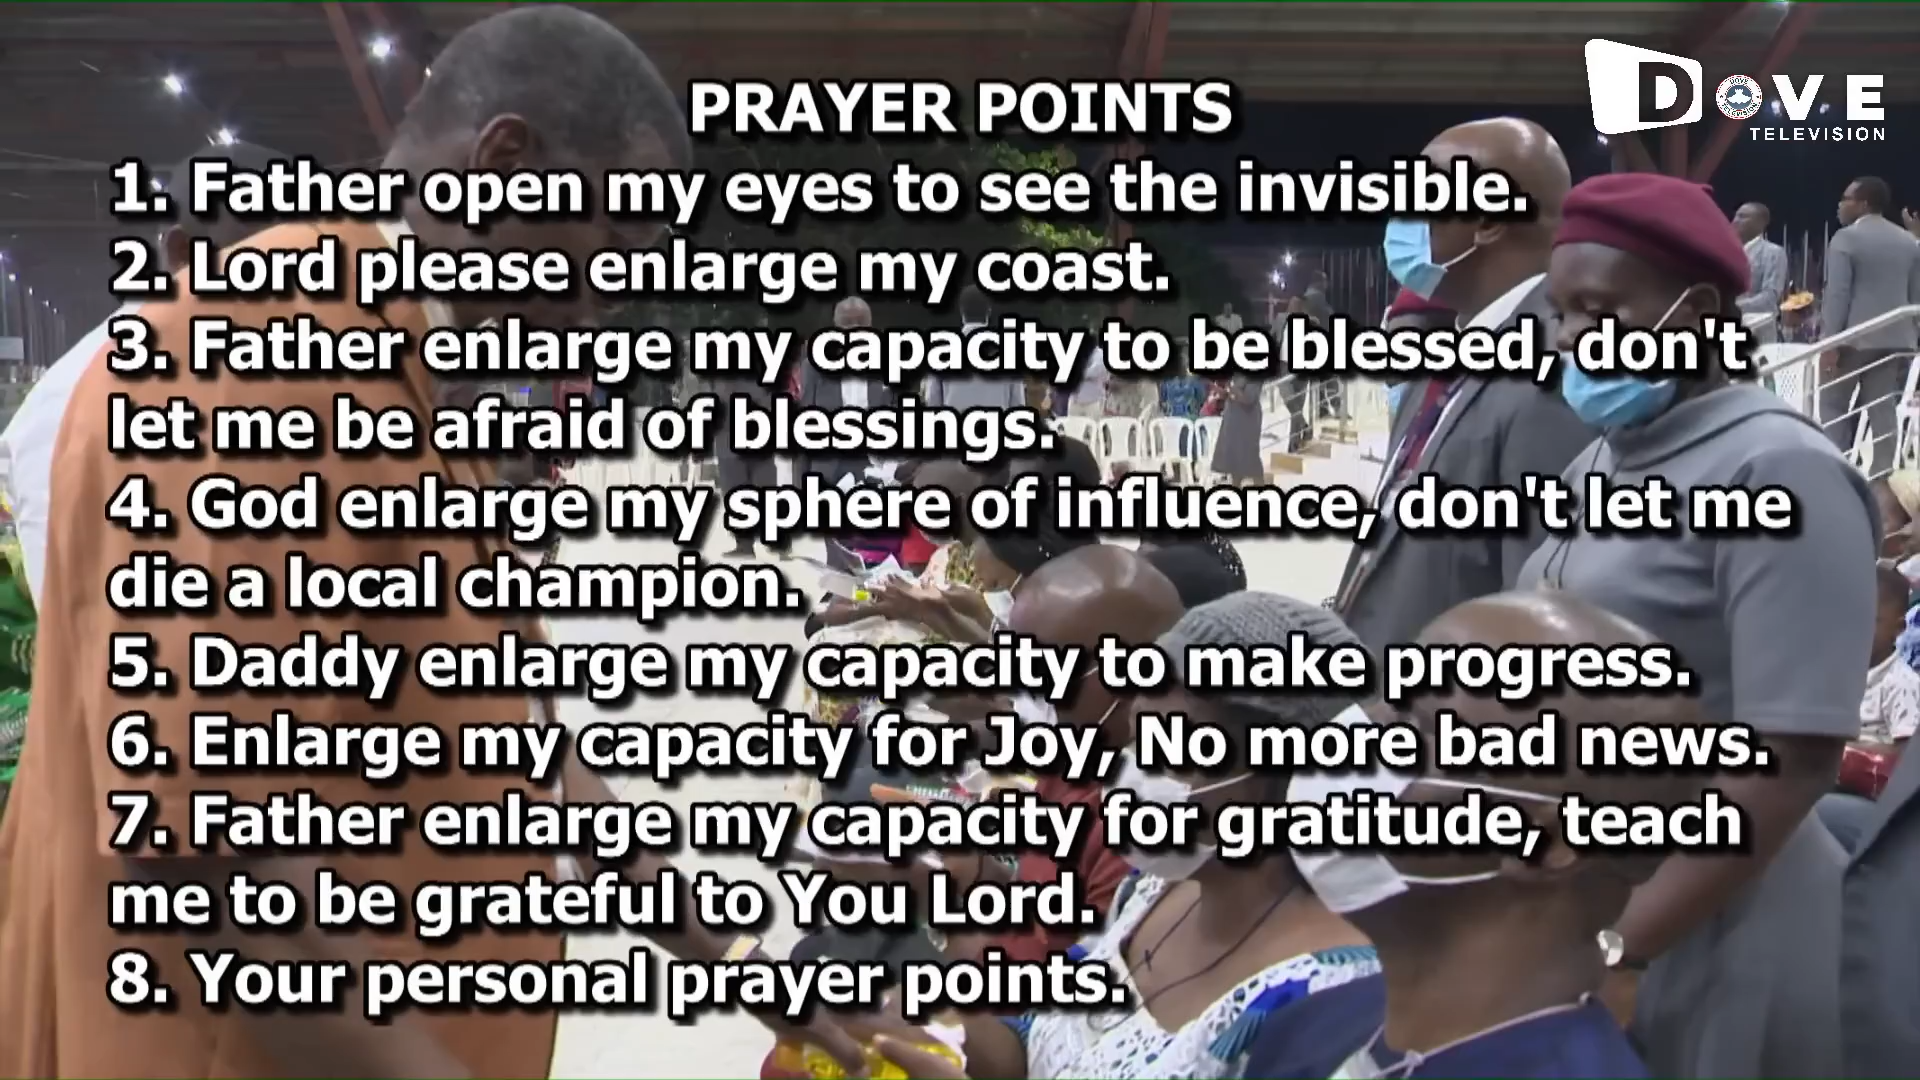 PRAYER POINTS
1. Father open my eyes to see the invisible.
2. Lord please enlarge my coast.
3. Father enlarge my capacity to be blessed, don't
let me be afraid of blessings.
4. God enlarge my sphere of influence, don't let me
die a local champion.
5. Daddy enlarge my capacity to make progress.
6. Enlarge my capacity for Joy, No more bad news.
7. Father enlarge my capacity for gratitude, teach
me to be grateful to You Lord.
8. Your personal prayer points.
DOVE
TELEVISION